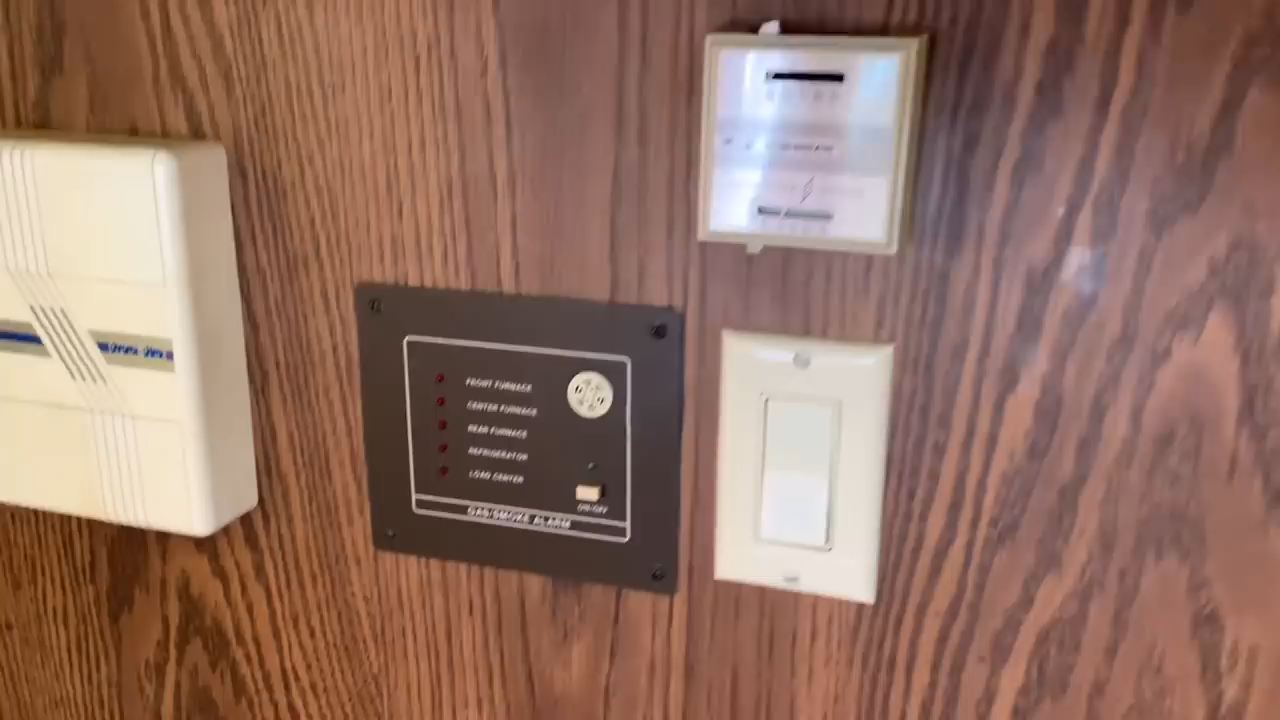 FRONT FURNACE
CENTER FURNACE
REAR FURNACE
REFRIGERATOR
LOAD CENTER
ON-OFF
GAS/SMOKE ALARM